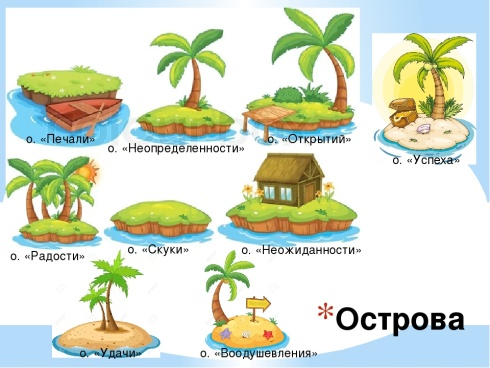 о. «Печали»
о. «Неопределенности»
о. «Открытий»
о. «Успеха»
о. «Радости»
о. «Скуки»
о. «Неожиданности»
о. «Удачи»
о. «Воодушевления»
*Острова